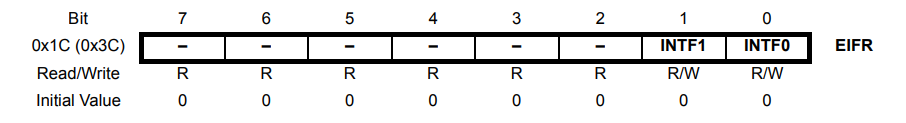 Bit 7 6 5 4 3 2 1 0
0x1C (0x3C) – – – – – – INTF1 INTF0 EIFR
Read/Write R R R R R R R/W R/W
Initial Value 0 0 0 0 0 0 0 0